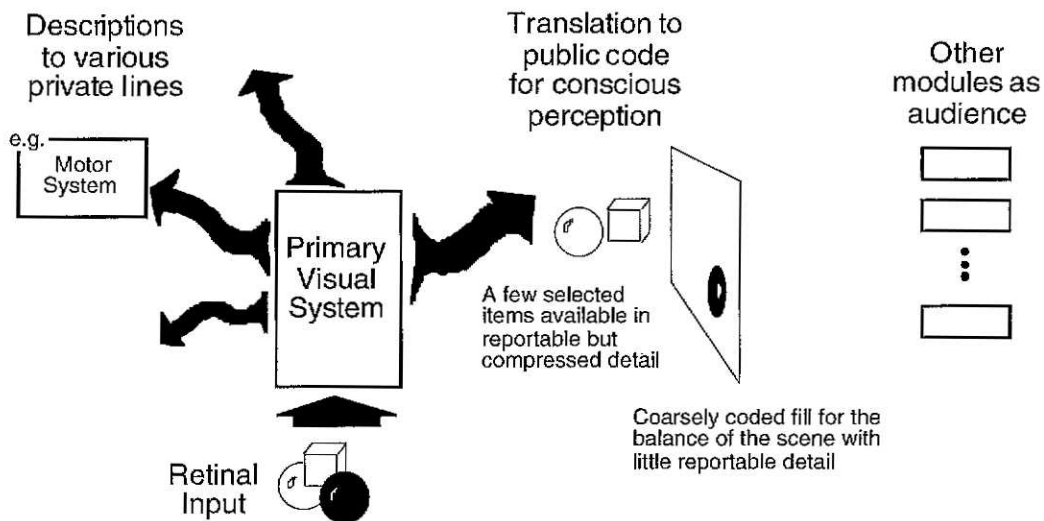 Descriptions
to various
private lines
e.g.
Motor
System
Primary
Visual
System
Retinal
Input
Translation to
public code
for conscious
perception
A few selected
items available in
reportable but
compressed detail
Coarsely coded fill for the
balance of the scene with
little reportable detail
Other
modules as
audience